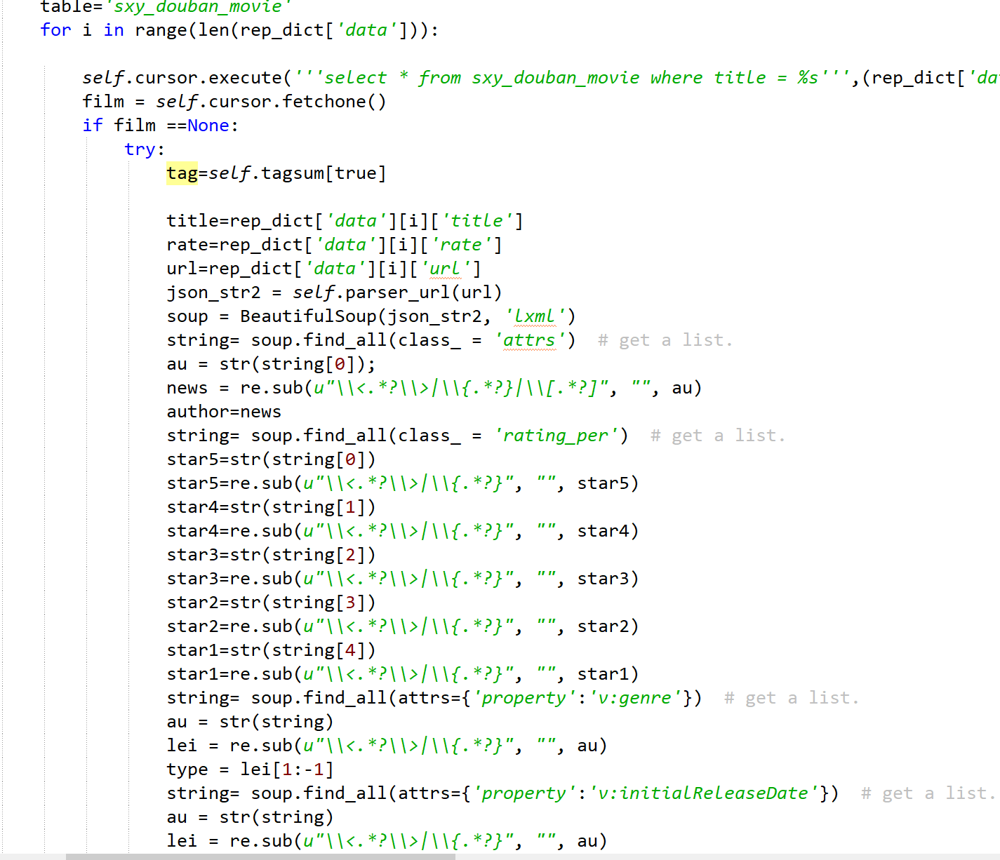 table='sxy_douban_movie'
for i in range(len(rep_dict['data'])):
self.cursor.execute('''select * from sxy_douban_movie where title = %s''',(rep_dict['da
film = self.cursor.fetchone()
if film ==None:
try:
tag=self.tagsum[true]
title=rep_dict['data'][i]['title']
rate=rep_dict['data'][i]['rate']
url=rep_dict['data'][i]['url']
json_str2 = self.parser_url(url)
soup = BeautifulSoup(json_str2, 'lxml')
string= soup.find_all(class_ = 'attrs')  # get a list.
au = str(string[0]);
news = re.sub(u"\\<.*?\\>|\\{.*?}|\\[.*?]", "", au)
author=news
string= soup.find_all(class_ = 'rating_per')  # get a list.
star5=str(string[0])
star5=re.sub(u"\\<.*?\\>|\\{.*?}", "", star5)
star4=str(string[1])
star4=re.sub(u"\\<.*?\\>|\\{.*?}", "", star4)
star3=str(string[2])
star3=re.sub(u"\\<.*?\\>|\\{.*?}", "", star3)
star2=str(string[3])
star2=re.sub(u"\\<.*?\\>|\\{.*?}", "", star2)
star1=str(string[4])
star1=re.sub(u"\\<.*?\\>|\\{.*?}", "", star1)
string= soup.find_all(attrs={'property':'v:genre'})  # get a list.
au = str(string)
lei = re.sub(u"\\<.*?\\>|\\{.*?}", "", au)
type = lei[1:-1]
string= soup.find_all(attrs={'property':'v:initialReleaseDate'})  # get a list.
au = str(string)
lei = re.sub(u"\\<.*?\\>|\\{.*?}", "", au)